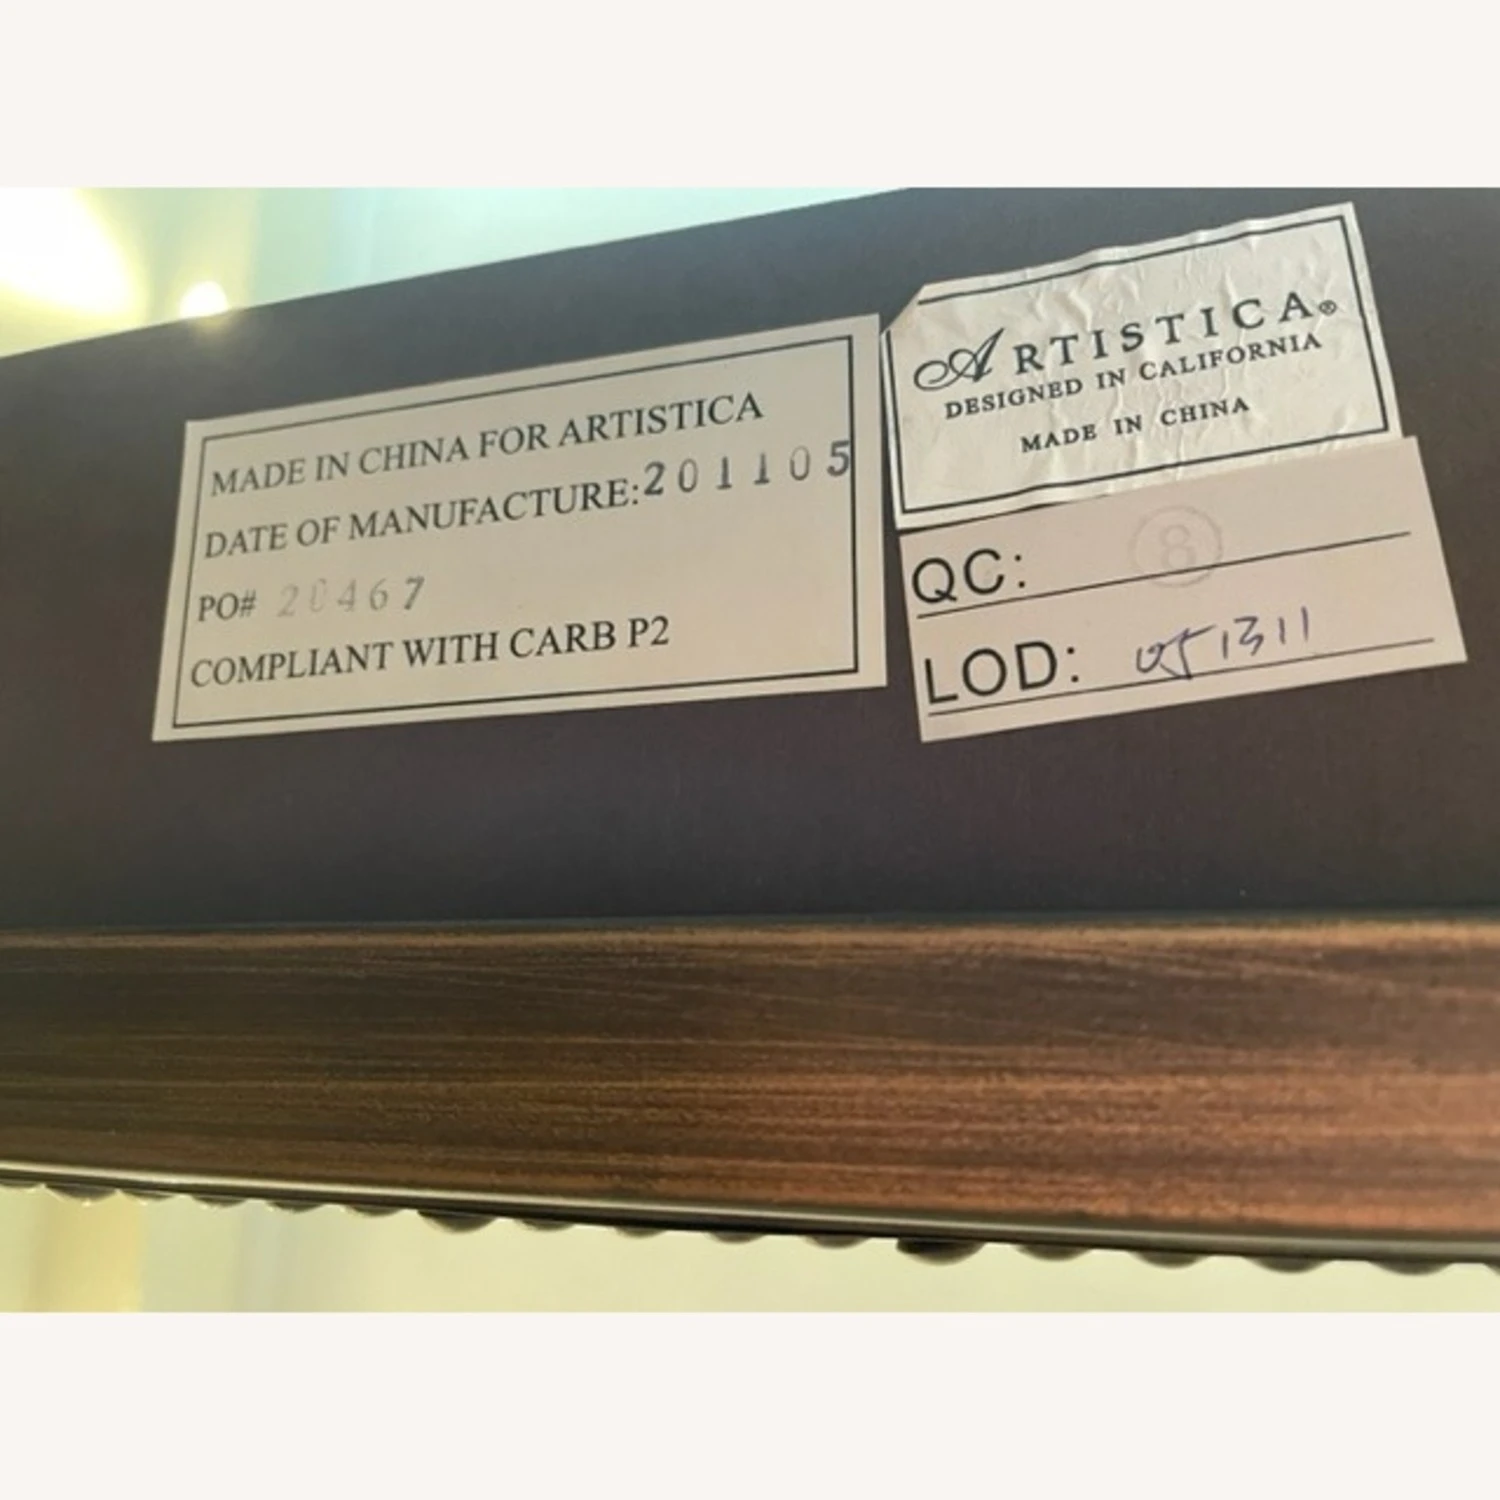 MADE IN CHINA FOR ARTISTICA
DATE OF MANUFACTURE: 201105
PO# 20467
COMPLIANT WITH CARB P2
ARTISTICA®
DESIGNED IN CALIFORNIA
MADE IN CHINA
QC: 8
LOD: 051311